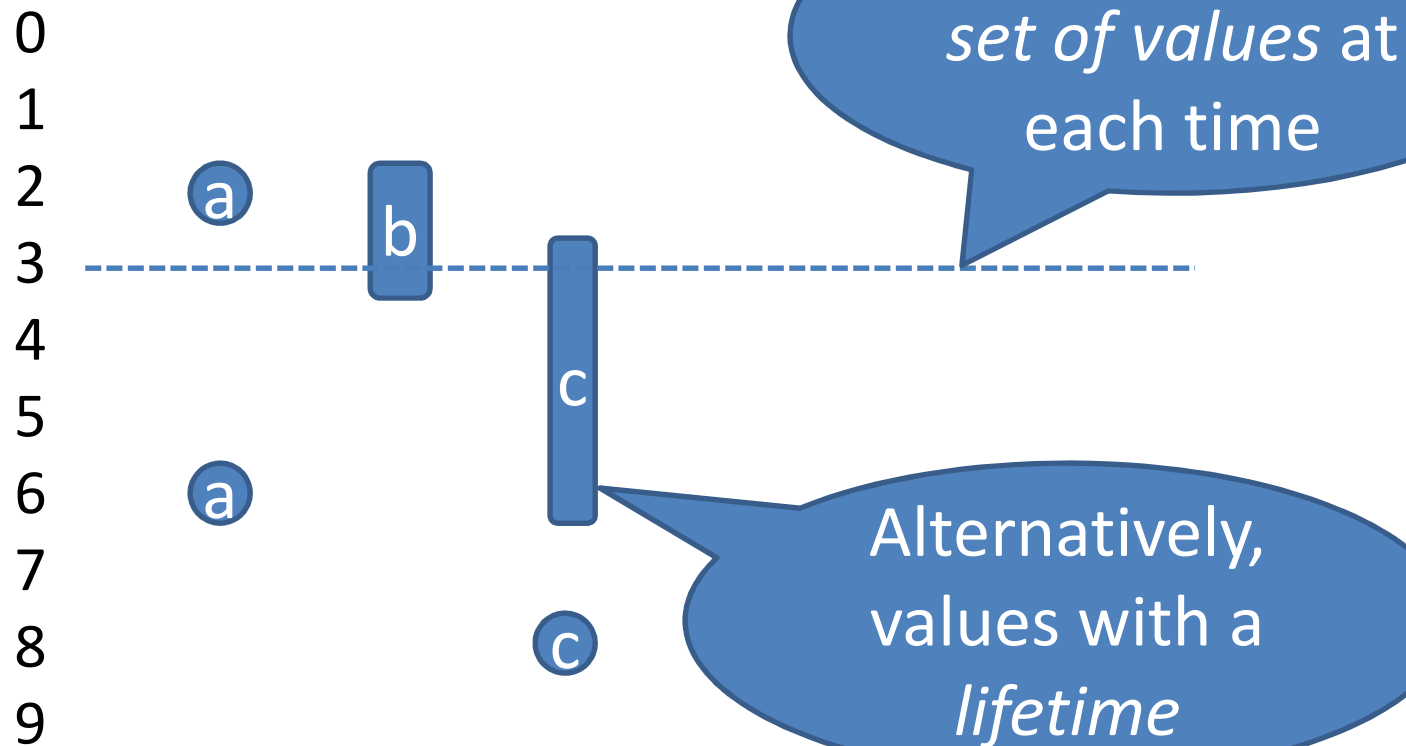 0
set of values at
1
each time
2
a
b
3
4
c
5
6
a
Alternatively,
7
values with a
8
c
lifetime
9